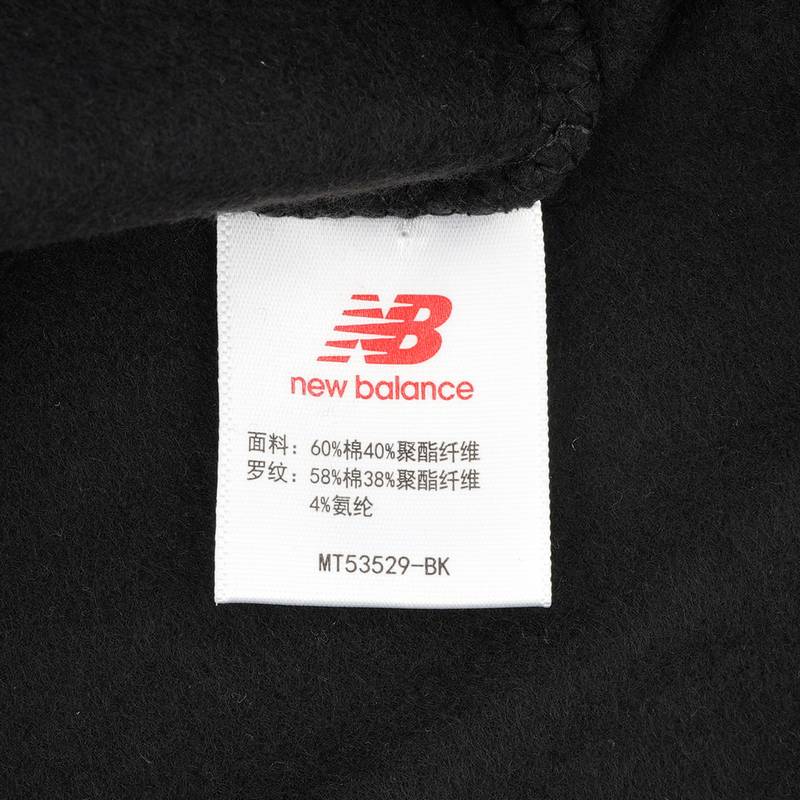 NB
new balance
面料：60%棉40%聚酯纤维
罗纹：58%棉38%聚酯纤维
4%氨纶
MT53529-BK